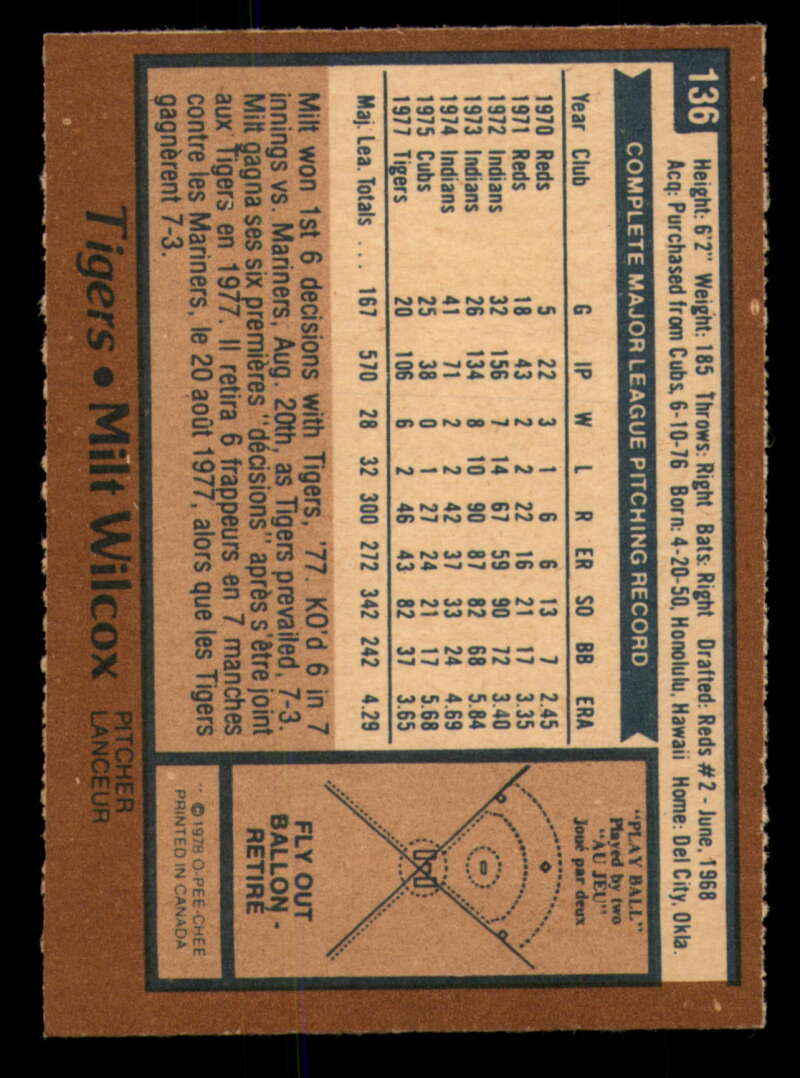 136
Height: 6'2" Weight: 185 Throws: Right Bats: Right Drafted: Reds #2 - June, 1968
Acq: Purchased from Cubs, 6-10-76 Born: 4-20-50, Honolulu, Hawaii Home: Del City, Okla.
COMPLETE MAJOR LEAGUE PITCHING RECORD
Year Club G IP W L R ER SO BB ERA
1970 Reds 5 22 3 1 6 6 13 7 2.45
1971 Reds 18 43 2 2 22 16 21 17 3.35
1972 Indians 32 156 7 14 67 59 90 72 3.40
1973 Indians 26 134 8 10 90 87 82 68 5.84
1974 Indians 41 71 2 2 42 37 33 24 4.69
1975 Cubs 25 38 0 1 27 24 21 17 5.68
1977 Tigers 20 106 6 2 46 43 82 37 3.65
Maj. Lea. Totals ... 167 570 28 32 300 272 342 242 4.29
Milt won 1st 6 decisions with Tigers, '77. KO'd 6 in 7
innings vs. Mariners, Aug. 20th, as Tigers prevailed, 7-3.
Milt gagna ses six premières "décisions" après s'être joint
aux Tigers en 1977. Il retira 6 frappeurs en 7 manches
contre les Mariners, le 20 août 1977, alors que les Tigers
gagnèrent 7-3.
"PLAY BALL"
Played by two
"AU JEU"
Joué par deux
FLY OUT
BALLON -
RETIRÉ
** ©1978 O-PEE-CHEE
PRINTED IN CANADA
Tigers • Milt Wilcox PITCHER
LANCEUR